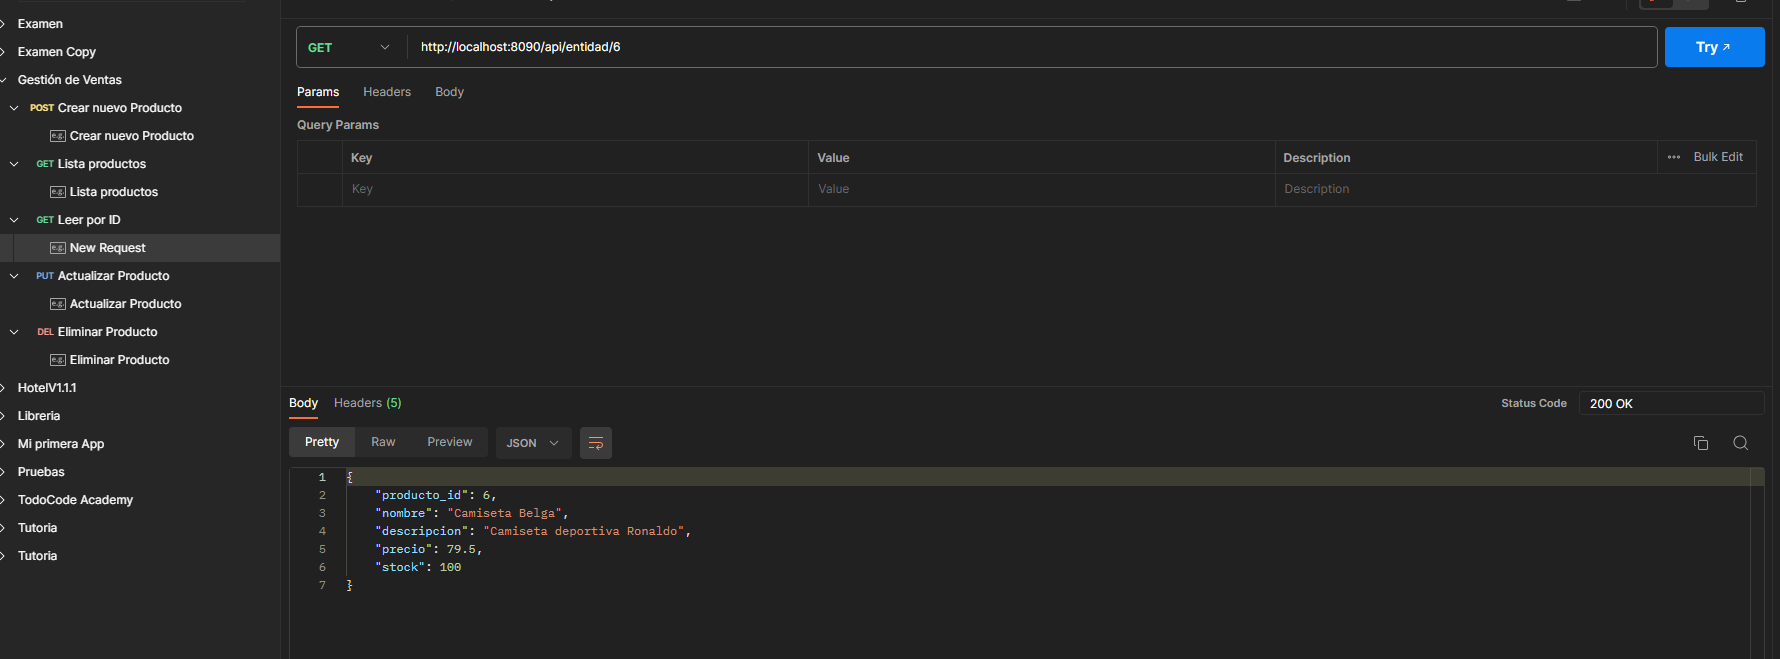 Examen
Examen Copy
Gestión de Ventas
POST Crear nuevo Producto
e.g. Crear nuevo Producto
GET Lista productos
e.g. Lista productos
GET Leer por ID
e.g. New Request
PUT Actualizar Producto
e.g. Actualizar Producto
DEL Eliminar Producto
e.g. Eliminar Producto
HotelV1.1.1
Libreria
Mi primera App
Pruebas
TodoCode Academy
Tutoria
Tutoria
GET http://localhost:8090/api/entidad/6 Try
Params Headers Body
Query Params
Key Value Description Bulk Edit
Key Value Description
Body Headers (5) Status Code 200 OK
Pretty Raw Preview JSON
1 {
2 "producto_id": 6,
3 "nombre": "Camiseta Belga",
4 "descripcion": "Camiseta deportiva Ronaldo",
5 "precio": 79.5,
6 "stock": 100
7 }